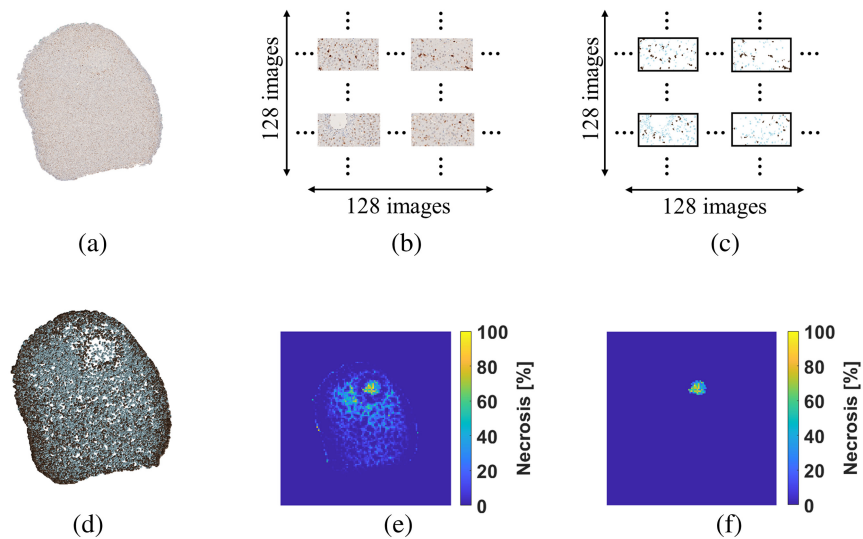 128 images
128 images
(a)
(b)
128 images
128 images
(c)
(d)
100
80
60
40
20
0
Necrosis [%]
(e)
100
80
60
40
20
0
Necrosis [%]
(f)